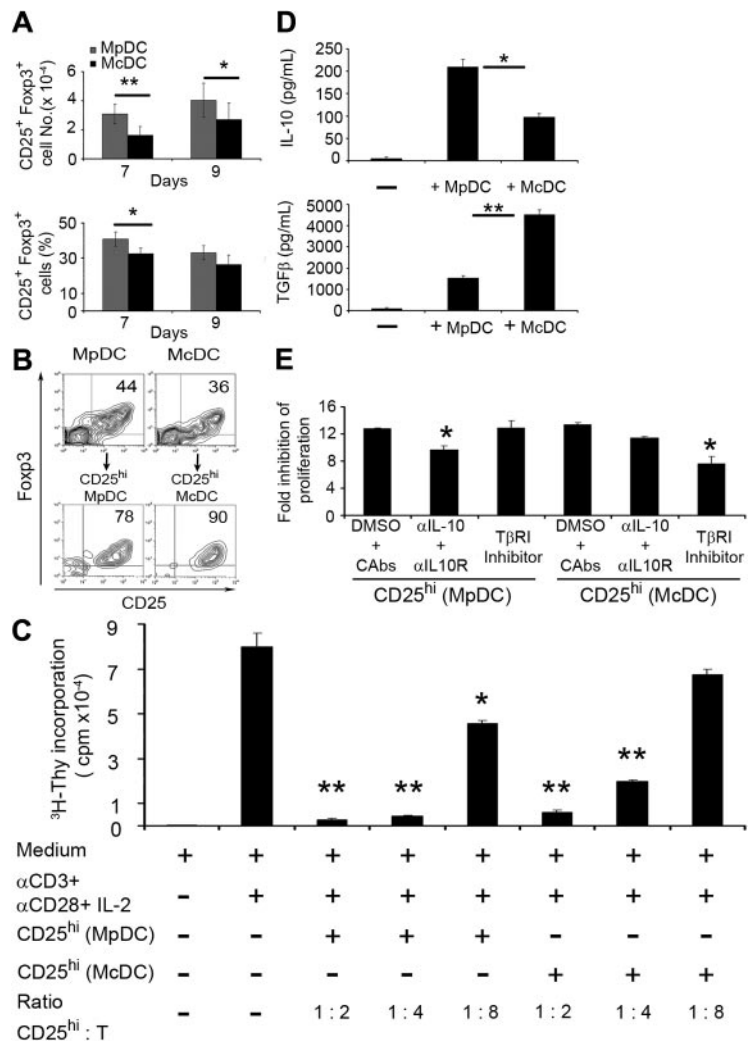 A
MpDC
McDC
CD25+ Foxp3+
cell No.(x 10-4)
6
4
2
0
**
*
7
9
Days
CD25+ Foxp3+
cells (%)
50
30
10
0
*
7
9
Days
B
MpDC
McDC
44
36
CD25hi
MpDC
CD25hi
McDC
78
90
Foxp3
CD25
D
IL-10 (pg/mL)
250
200
150
100
50
0
*
−
+ MpDC
+ McDC
TGFβ
(pg/mL)
5000
4000
3000
2000
1000
0
**
−
+ MpDC
+ McDC
E
Fold inhibition of
proliferation
16
12
8
4
0
*
*
DMSO
+
CAbs
αIL-10
+
αIL10R
TβRI
Inhibitor
DMSO
+
CAbs
αIL-10
+
αIL10R
TβRI
Inhibitor
CD25hi (MpDC)
CD25hi (McDC)
C
3H-Thy incorporation
( cpm x10-4)
9
7
5
3
1
0
** ** * ** **
Medium + + + + + + + +
αCD3+
αCD28+ IL-2 − + + + + + + +
CD25hi (MpDC) − − + + + − − −
CD25hi (McDC) − − − − − + + +
Ratio − − 1 : 2 1 : 4 1 : 8 1 : 2 1 : 4 1 : 8
CD25hi : T